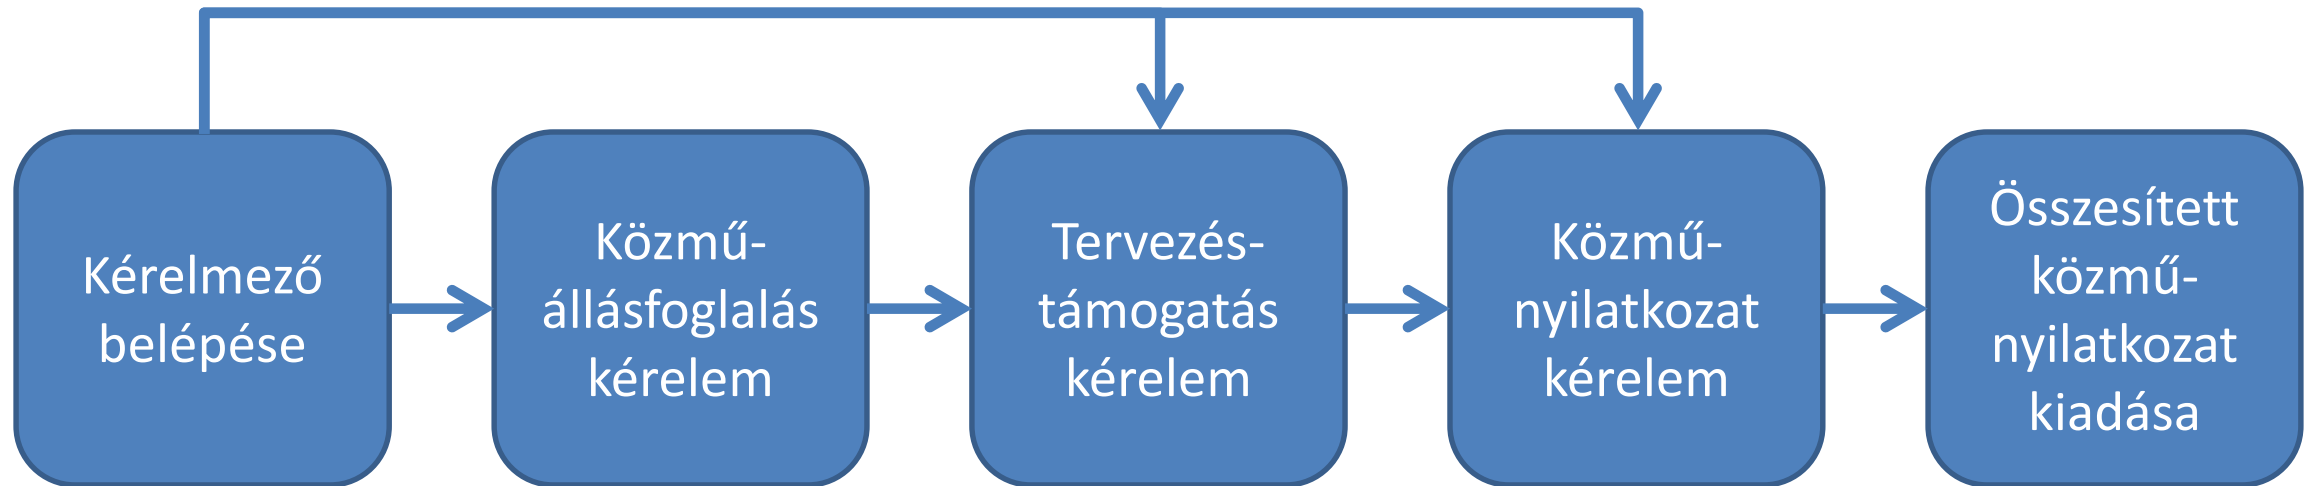 Kérelmező
belépése
Közmű-
állásfoglalás
kérelem
Tervezés-
támogatás
kérelem
Közmű-
nyilatkozat
kérelem
Összesített
közmű-
nyilatkozat
kiadása